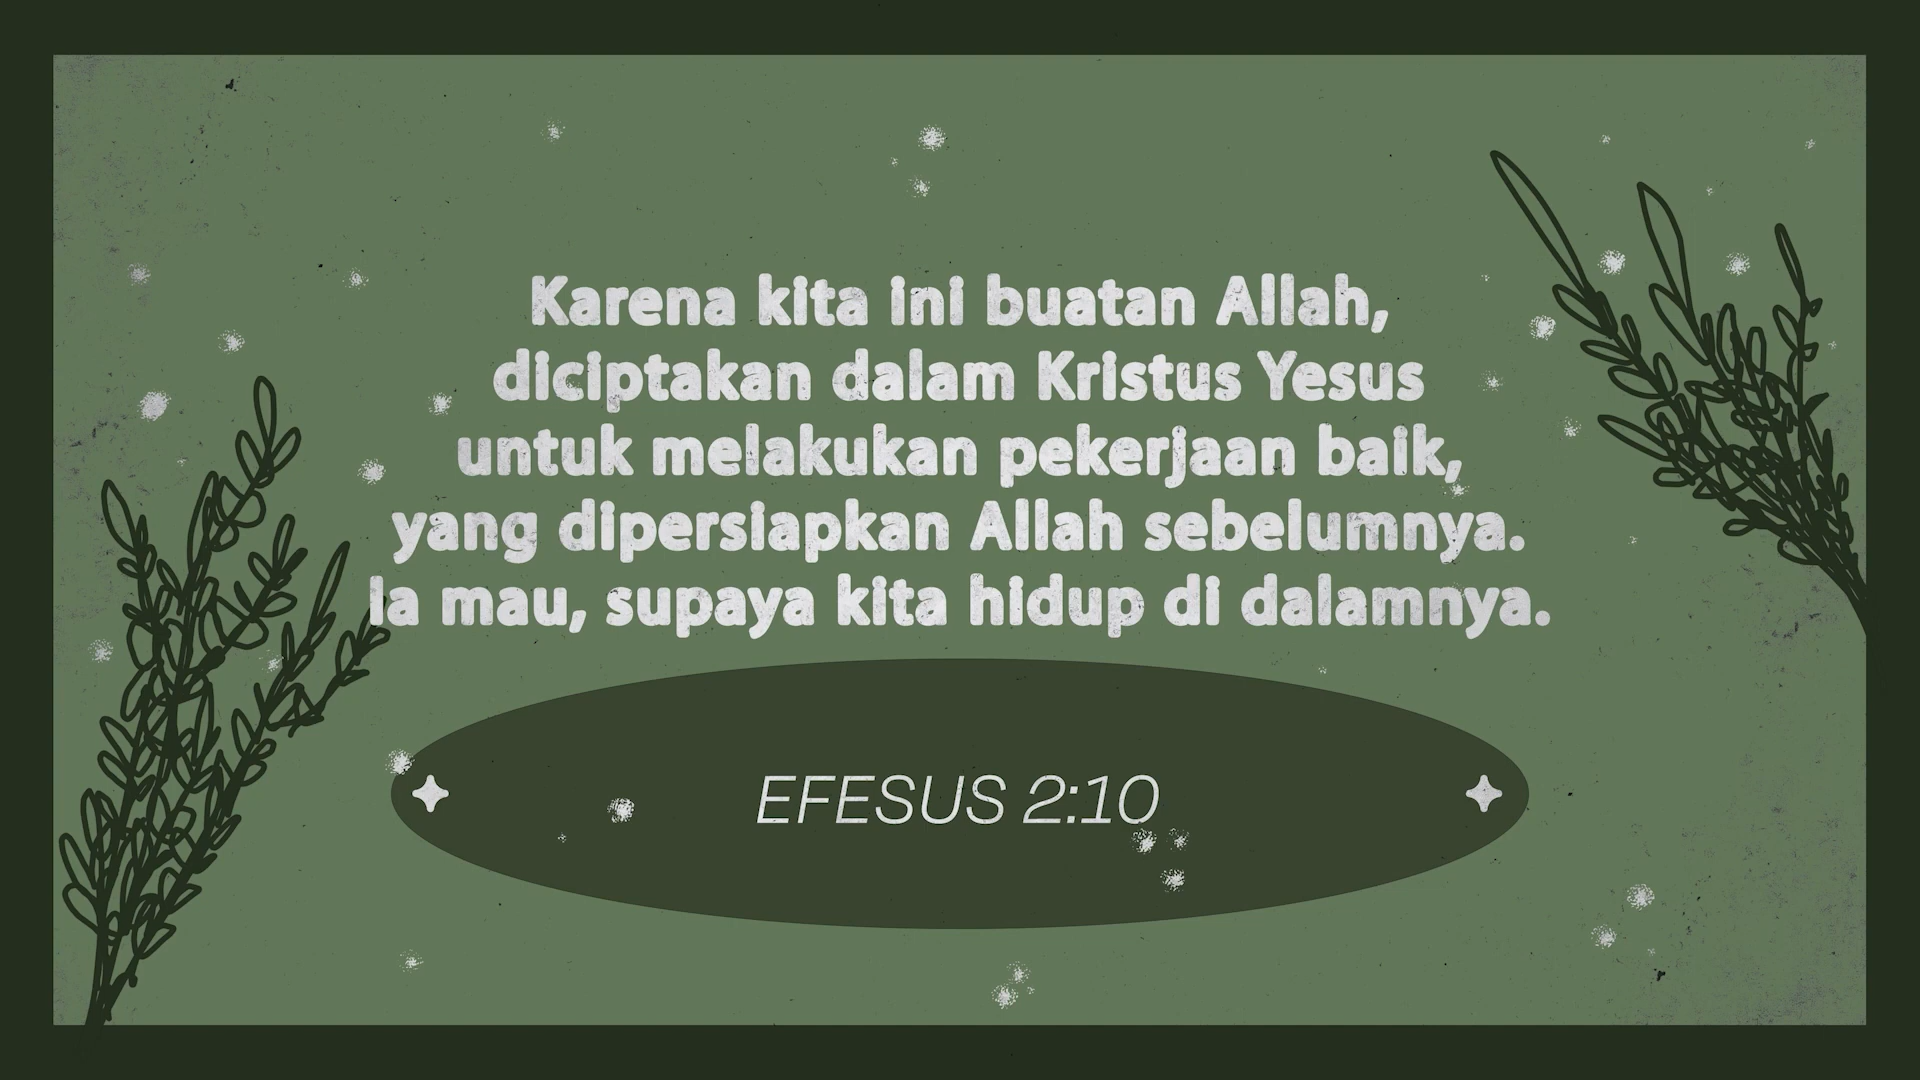 Karena kita ini buatan Allah,
diciptakan dalam Kristus Yesus
untuk melakukan pekerjaan baik,
yang dipersiapkan Allah sebelumnya.
Ia mau, supaya kita hidup di dalamnya.
EFESUS 2:10